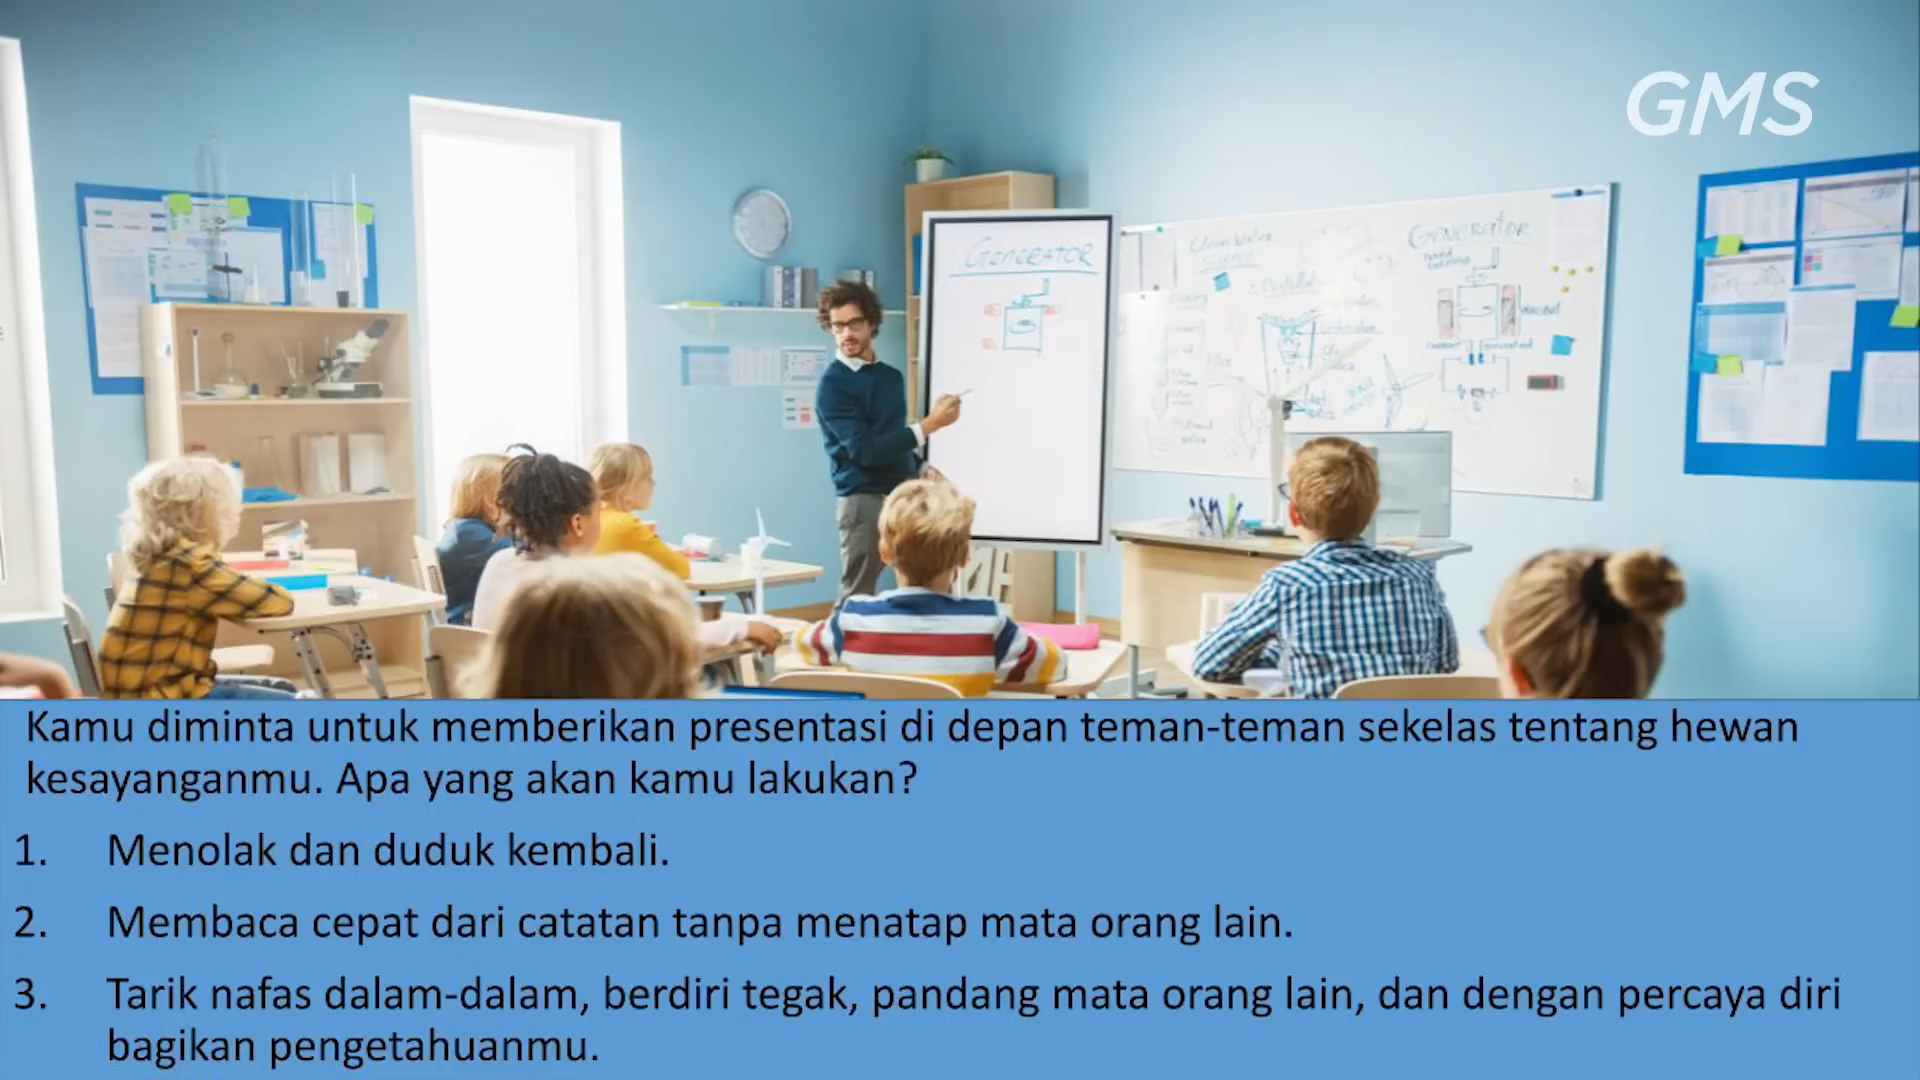 GMS
GENERATOR
GENERATOR
Kamu diminta untuk memberikan presentasi di depan teman-teman sekelas tentang hewan
kesayanganmu. Apa yang akan kamu lakukan?
1. Menolak dan duduk kembali.
2. Membaca cepat dari catatan tanpa menatap mata orang lain.
3. Tarik nafas dalam-dalam, berdiri tegak, pandang mata orang lain, dan dengan percaya diri
bagikan pengetahuanmu.